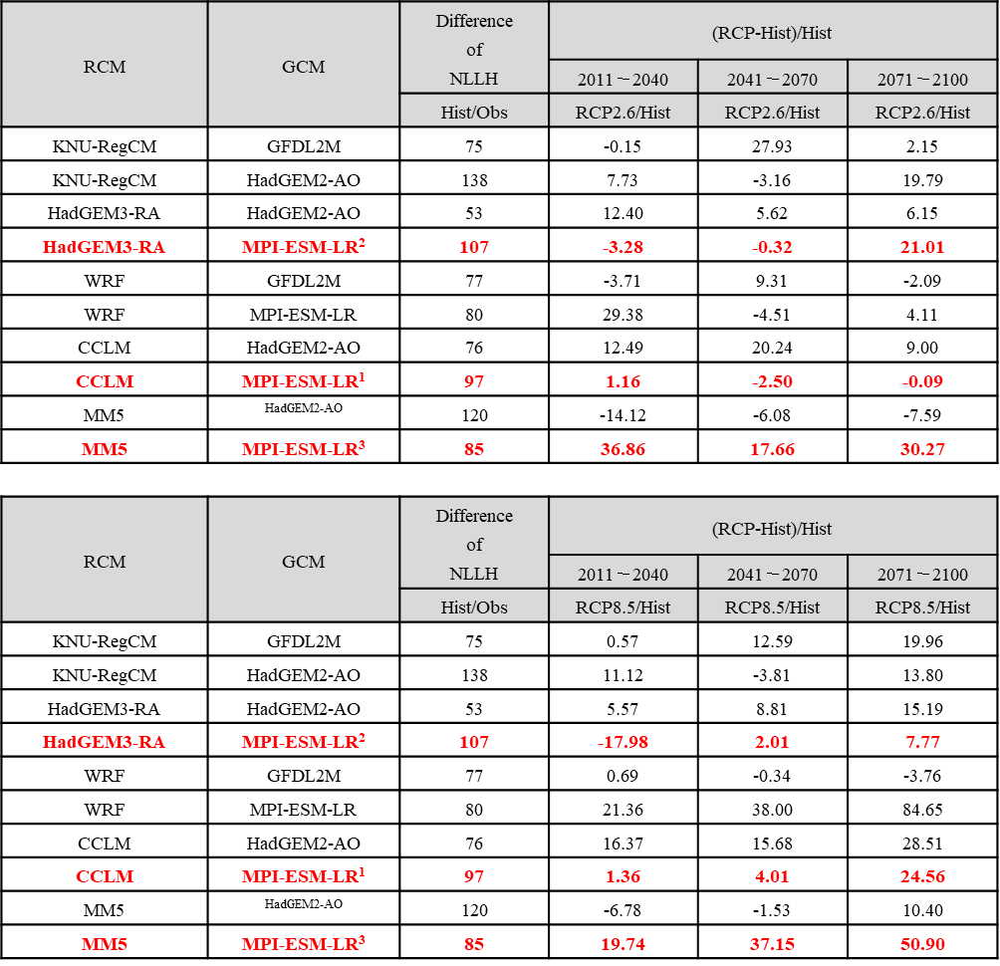 RCM GCM Difference of NLLH (RCP-Hist)/Hist
2011～2040 2041～2070 2071～2100
Hist/Obs RCP2.6/Hist RCP2.6/Hist RCP2.6/Hist
KNU-RegCM GFDL2M 75 -0.15 27.93 2.15
KNU-RegCM HadGEM2-AO 138 7.73 -3.16 19.79
HadGEM3-RA HadGEM2-AO 53 12.40 5.62 6.15
HadGEM3-RA MPI-ESM-LR² 107 -3.28 -0.32 21.01
WRF GFDL2M 77 -3.71 9.31 -2.09
WRF MPI-ESM-LR 80 29.38 -4.51 4.11
CCLM HadGEM2-AO 76 12.49 20.24 9.00
CCLM MPI-ESM-LR¹ 97 1.16 -2.50 -0.09
MM5 HadGEM2-AO 120 -14.12 -6.08 -7.59
MM5 MPI-ESM-LR³ 85 36.86 17.66 30.27
RCM GCM Difference of NLLH (RCP-Hist)/Hist
2011～2040 2041～2070 2071～2100
Hist/Obs RCP8.5/Hist RCP8.5/Hist RCP8.5/Hist
KNU-RegCM GFDL2M 75 0.57 12.59 19.96
KNU-RegCM HadGEM2-AO 138 11.12 -3.81 13.80
HadGEM3-RA HadGEM2-AO 53 5.57 8.81 15.19
HadGEM3-RA MPI-ESM-LR² 107 -17.98 2.01 7.77
WRF GFDL2M 77 0.69 -0.34 -3.76
WRF MPI-ESM-LR 80 21.36 38.00 84.65
CCLM HadGEM2-AO 76 16.37 15.68 28.51
CCLM MPI-ESM-LR¹ 97 1.36 4.01 24.56
MM5 HadGEM2-AO 120 -6.78 -1.53 10.40
MM5 MPI-ESM-LR³ 85 19.74 37.15 50.90